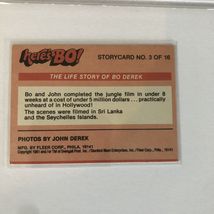 here's BO!
STORYCARD NO. 3 OF 16
THE LIFE STORY OF BO DEREK
Bo and John completed the jungle film in under 8
weeks at a cost of under 5 million dollars . . . practically
unheard of in Hollywood!
The scenes were filmed in Sri Lanka
and the Seychelles Islands.
PHOTOS BY JOHN DEREK
MFG. BY FLEER CORP., PHILA. 19141